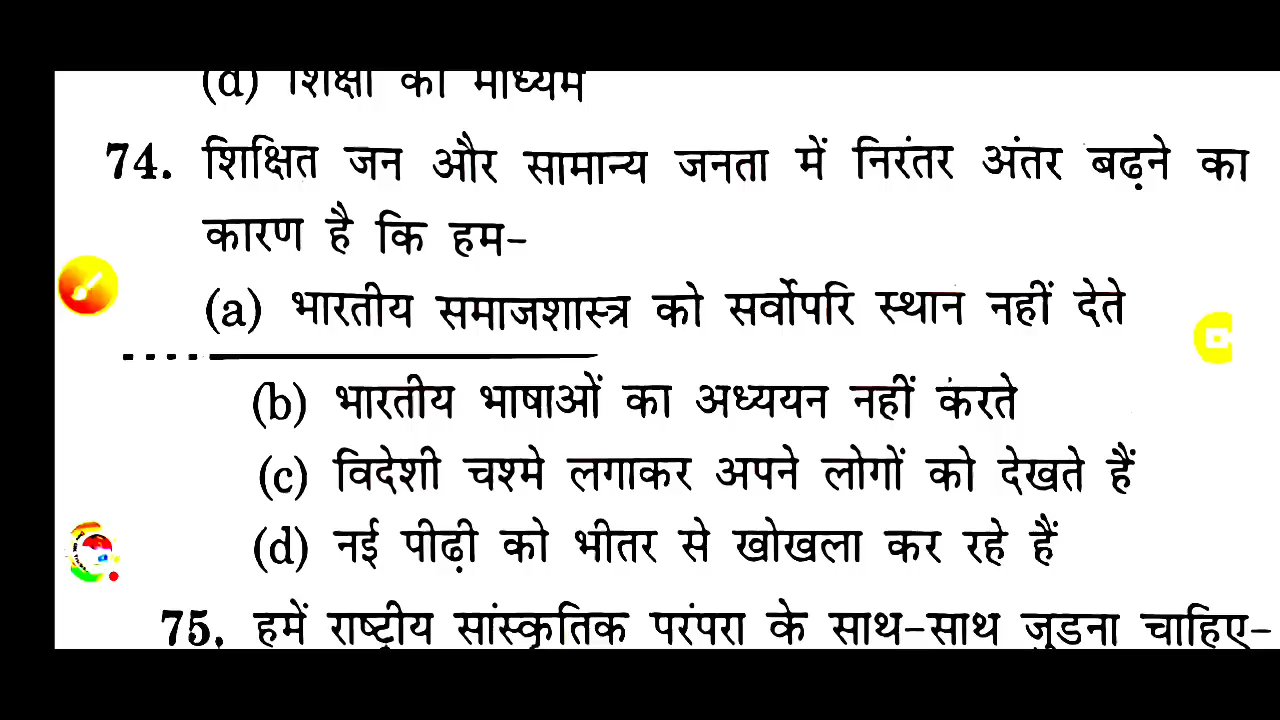 (d) शिक्षा का माध्यम
74. शिक्षित जन और सामान्य जनता में निरंतर अंतर बढ़ने का
कारण है कि हम-
(a) भारतीय समाजशास्त्र को सर्वोपरि स्थान नहीं देते
(b) भारतीय भाषाओं का अध्ययन नहीं करते
(c) विदेशी चश्मे लगाकर अपने लोगों को देखते हैं
(d) नई पीढ़ी को भीतर से खोखला कर रहे हैं
75. हमें राष्ट्रीय सांस्कृतिक परंपरा के साथ-साथ जुड़ना चाहिए-